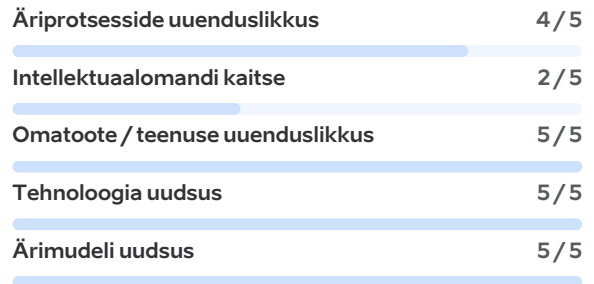 Äriprotsesside uuenduslikkus 4/5
Intellektuaalomandi kaitse 2/5
Omatoote / teenuse uuenduslikkus 5/5
Tehnoloogia uudsus 5/5
Ärimudeli uudsus 5/5